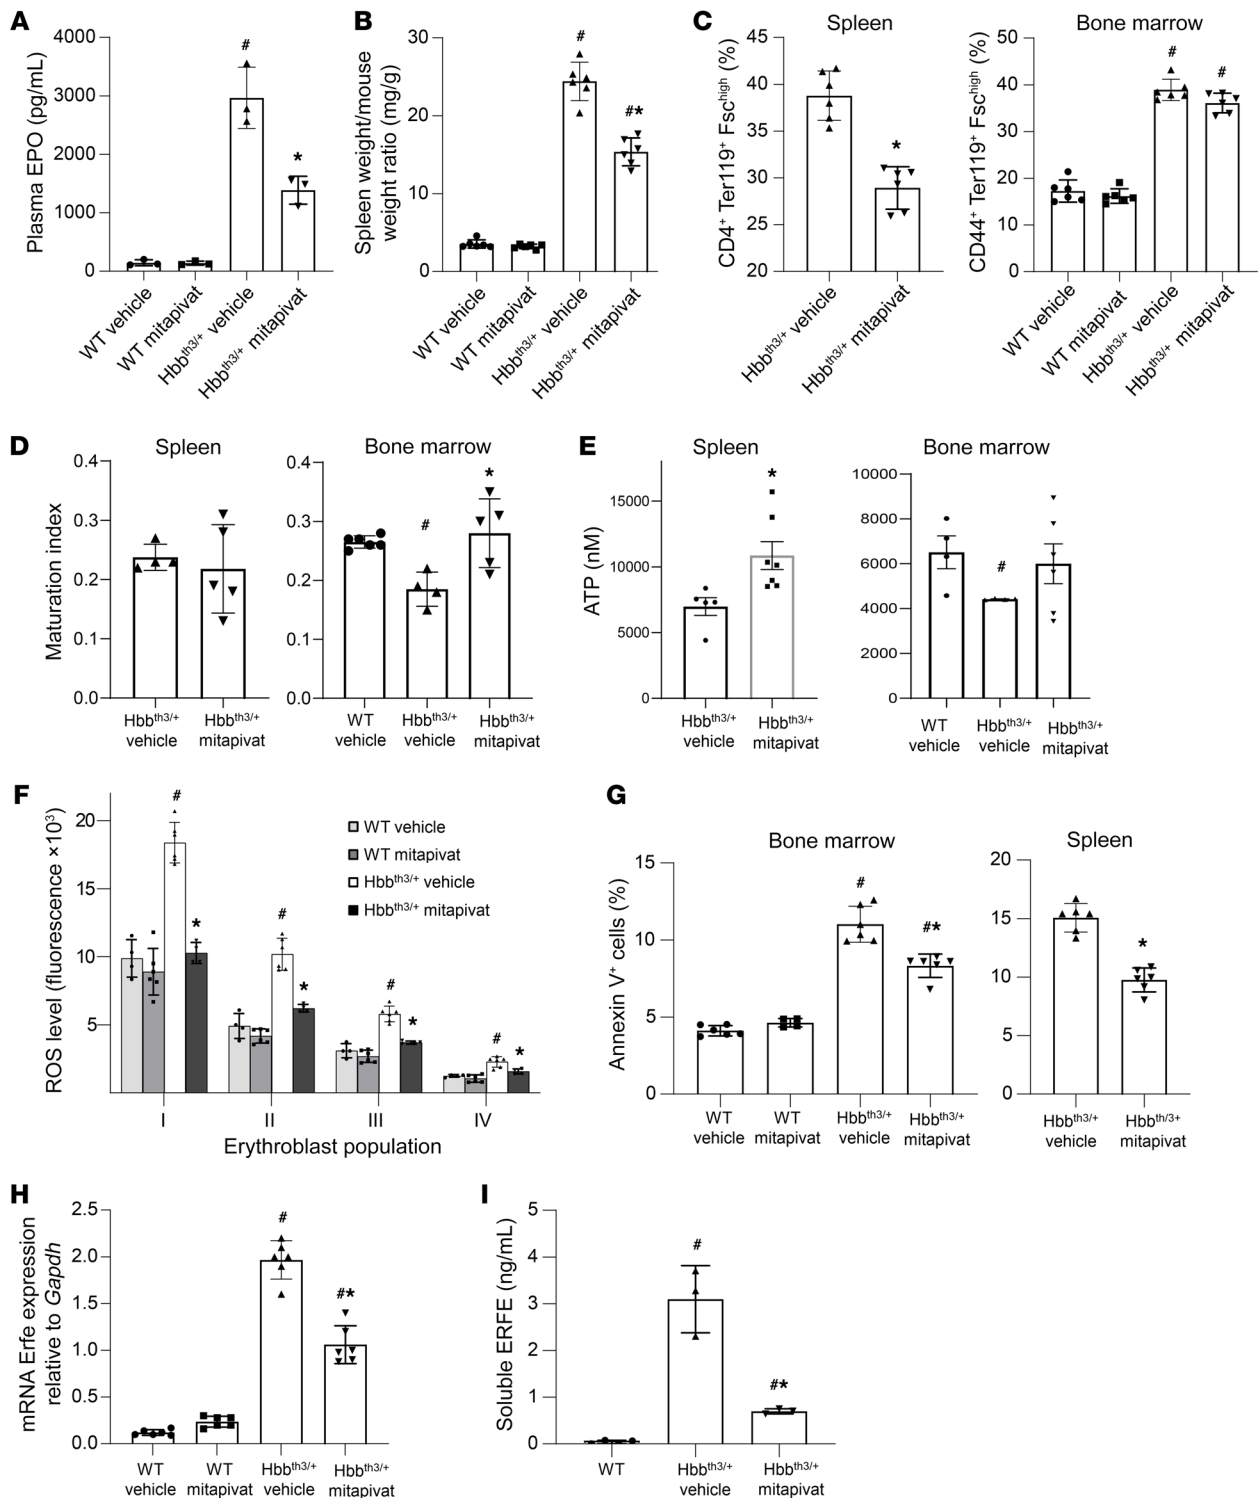 A
Plasma EPO (pg/mL)
4000
3000
2000
1000
0
#
*
WT vehicle
WT mitapivat
Hbbth3/+ vehicle
Hbbth3/+ mitapivat
B
Spleen weight/mouse
weight ratio (mg/g)
30
20
10
0
#
#*
WT vehicle
WT mitapivat
Hbbth3/+ vehicle
Hbbth3/+ mitapivat
C
Spleen
CD4+ Ter119+ Fschigh (%)
45
40
35
30
25
20
*
Hbbth3/+ vehicle
Hbbth3/+ mitapivat
Bone marrow
CD44+ Ter119+ Fschigh (%)
50
40
30
20
10
0
#
#
WT vehicle
WT mitapivat
Hbbth3/+ vehicle
Hbbth3/+ mitapivat
D
Spleen
Maturation index
0.4
0.3
0.2
0.1
0.0
Hbbth3/+
vehicle
Hbbth3/+
mitapivat
Bone marrow
0.4
0.3
0.2
0.1
0.0
#
*
WT
vehicle
Hbbth3/+
vehicle
Hbbth3/+
mitapivat
E
Spleen
ATP (nM)
15000
10000
5000
0
*
Hbbth3/+
vehicle
Hbbth3/+
mitapivat
Bone marrow
10000
8000
6000
4000
2000
0
#
WT
vehicle
Hbbth3/+
vehicle
Hbbth3/+
mitapivat
F
ROS level (fluorescence ×103)
20
15
10
5
#
*
#
*
#
*
#
*
WT vehicle
WT mitapivat
Hbbth3/+ vehicle
Hbbth3/+ mitapivat
I
II
III
IV
Erythroblast population
G
Bone marrow
Annexin V+ cells (%)
15
10
5
0
#
#*
WT
vehicle
WT
mitapivat
Hbbth3/+
vehicle
Hbbth3/+
mitapivat
Spleen
20
15
10
5
0
*
Hbbth3/+
vehicle
Hbbth/3+
mitapivat
H
mRNA Erfe expression
relative to Gapdh
2.5
2.0
1.5
1.0
0.5
0.0
#
#*
WT
vehicle
WT
mitapivat
Hbbth3/+
vehicle
Hbbth3/+
mitapivat
I
Soluble ERFE (ng/mL)
5
4
3
2
1
0
#
#*
WT
Hbbth3/+
vehicle
Hbbth3/+
mitapivat